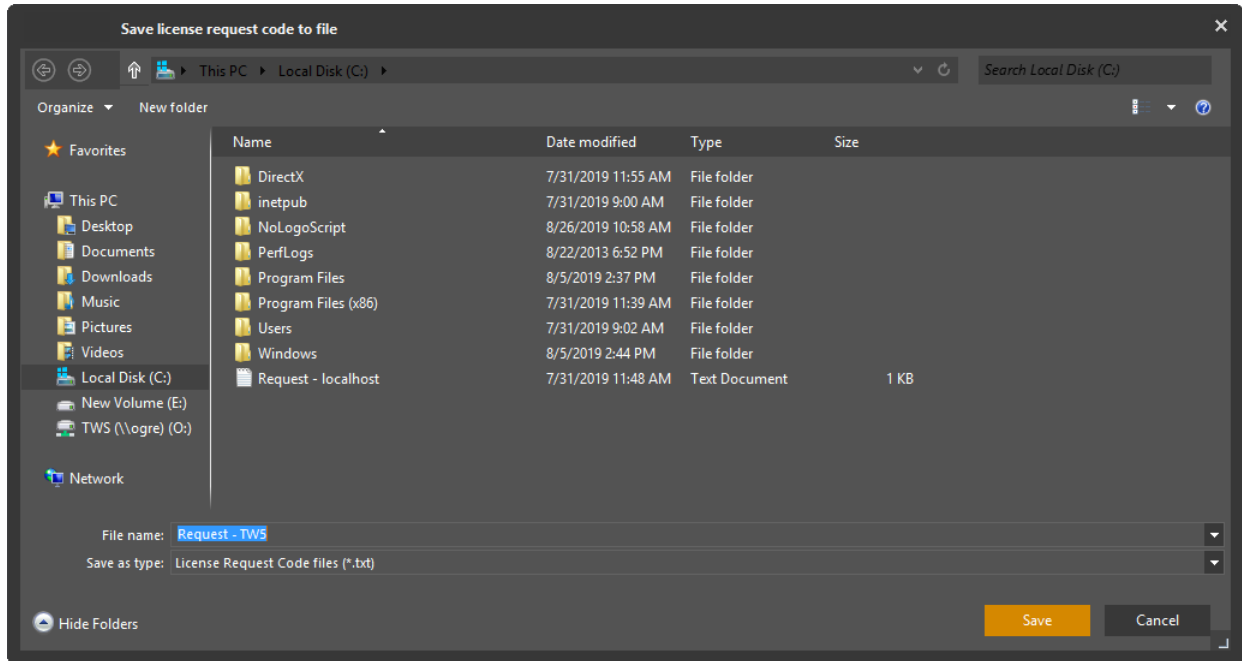 Save license request code to file
This PC Local Disk (C:)
Search Local Disk (C:)
Organize New folder
Name Date modified Type Size
Favorites
This PC
Desktop
Documents
Downloads
Music
Pictures
Videos
Local Disk (C:)
New Volume (E:)
TWS (\\ogre) (O:)
Network
DirectX 7/31/2019 11:55 AM File folder
inetpub 7/31/2019 9:00 AM File folder
NoLogoScript 8/26/2019 10:58 AM File folder
PerfLogs 8/22/2013 6:52 PM File folder
Program Files 8/5/2019 2:37 PM File folder
Program Files (x86) 7/31/2019 11:39 AM File folder
Users 7/31/2019 9:02 AM File folder
Windows 8/5/2019 2:44 PM File folder
Request - localhost 7/31/2019 11:48 AM Text Document 1 KB
File name: Request - TW5
Save as type: License Request Code files (*.txt)
Hide Folders Save Cancel